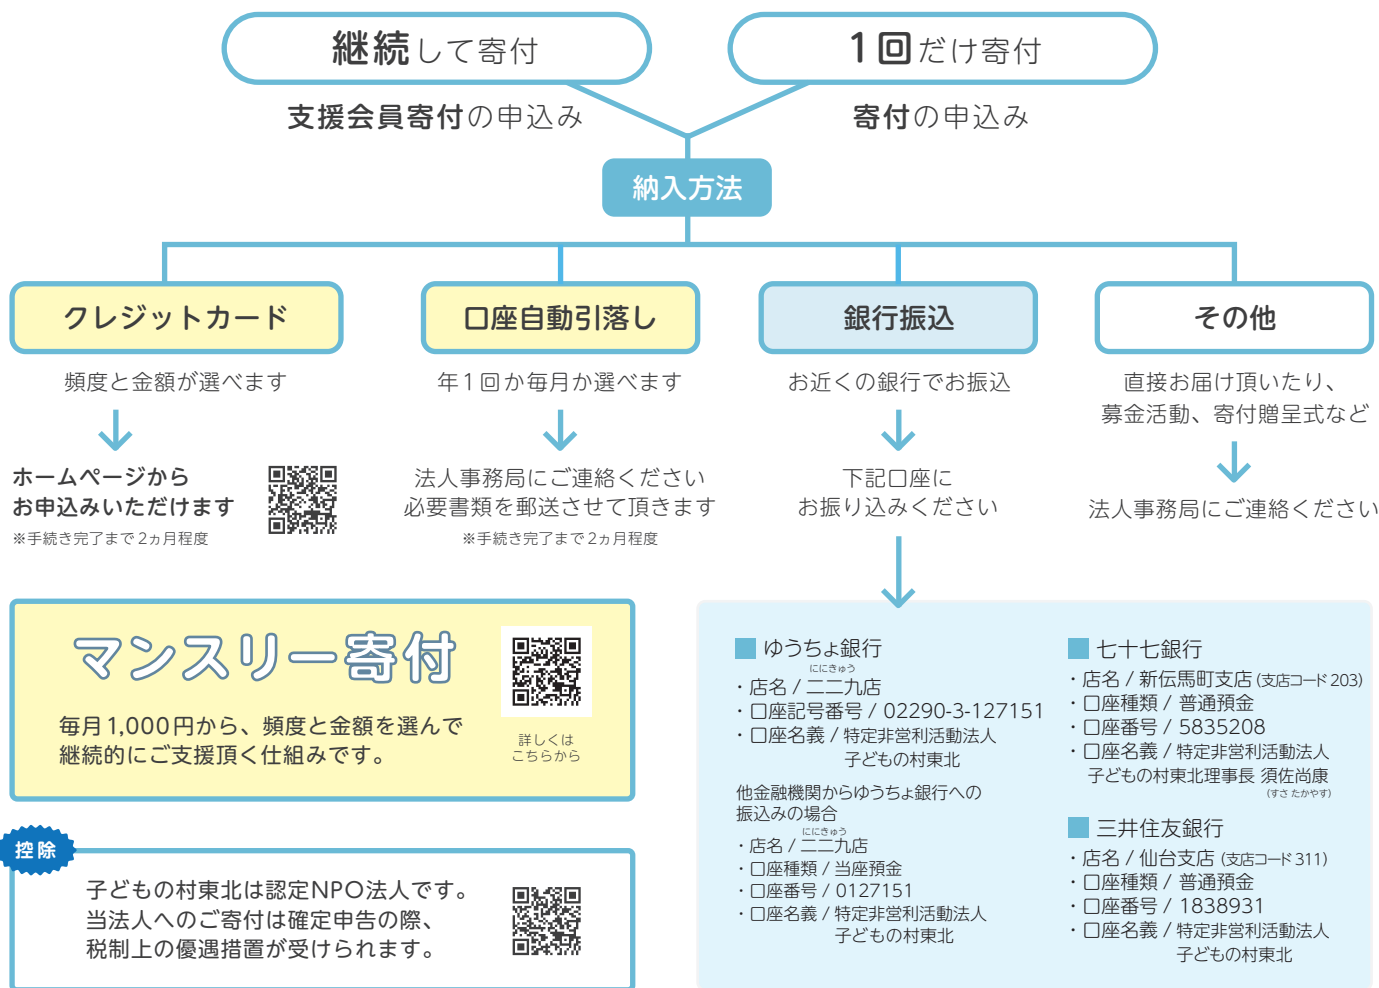 継続して寄付
1回だけ寄付
支援会員寄付の申込み
寄付の申込み
納入方法
クレジットカード
頻度と金額が選べます
ホームページから
お申込みいただけます
※手続き完了まで2ヵ月程度
口座自動引落し
年1回か毎月か選べます
法人事務局にご連絡ください
必要書類を郵送させて頂きます
※手続き完了まで2ヵ月程度
銀行振込
お近くの銀行でお振込
下記口座に
お振り込みください
その他
直接お届け頂いたり、
募金活動、寄付贈呈式など
法人事務局にご連絡ください
マンスリー寄付
毎月1,000円から、頻度と金額を選んで
継続的にご支援頂く仕組みです。
詳しくは
こちらから
控除
子どもの村東北は認定NPO法人です。
当法人へのご寄付は確定申告の際、
税制上の優遇措置が受けられます。
ゆうちょ銀行
ににきゅう
・店名 / 二二九店
・口座記号番号 / 02290-3-127151
・口座名義 / 特定非営利活動法人
子どもの村東北
他金融機関からゆうちょ銀行への
振込みの場合
ににきゅう
・店名 / 二二九店
・口座種類 / 当座預金
・口座番号 / 0127151
・口座名義 / 特定非営利活動法人
子どもの村東北
七十七銀行
・店名 / 新伝馬町支店 (支店コード 203)
・口座種類 / 普通預金
・口座番号 / 5835208
・口座名義 / 特定非営利活動法人
子どもの村東北理事長 須佐尚康
(すさ たかやす)
三井住友銀行
・店名 / 仙台支店 (支店コード 311)
・口座種類 / 普通預金
・口座番号 / 1838931
・口座名義 / 特定非営利活動法人
子どもの村東北